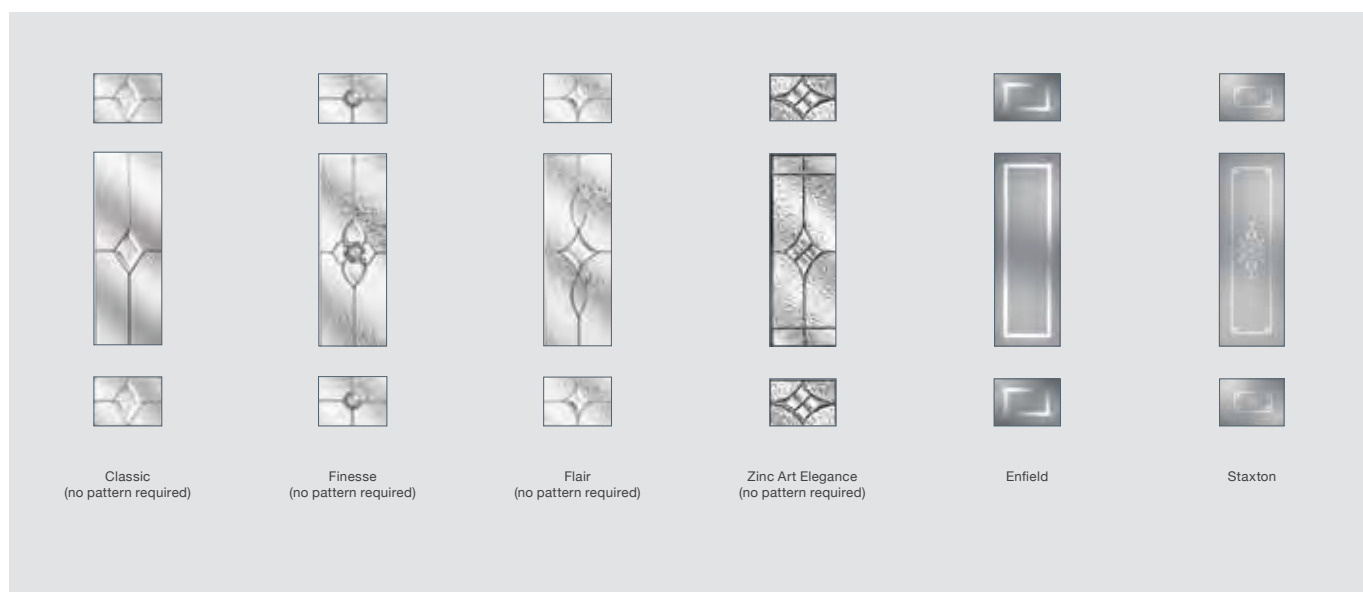 Classic
(no pattern required)
Finesse
(no pattern required)
Flair
(no pattern required)
Zinc Art Elegance
(no pattern required)
Enfield
Staxton